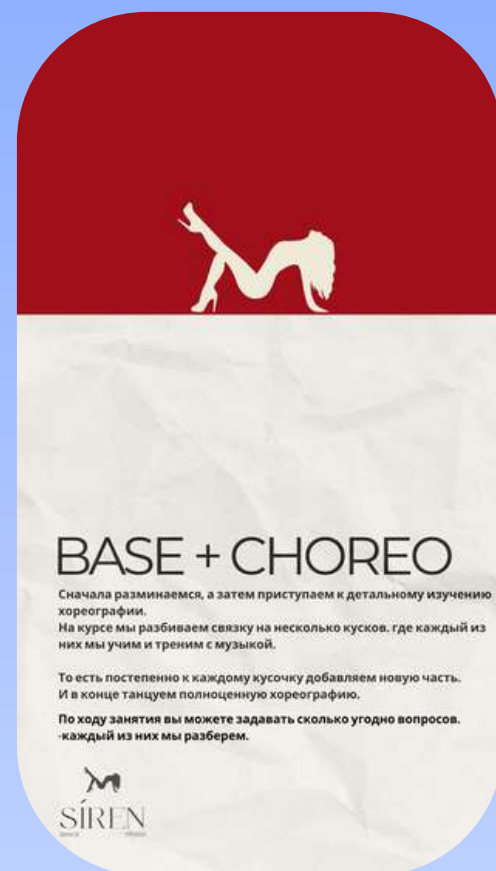 BASE + CHOREO
Сначала разминаемся, а затем приступаем к детальному изучению
хореографии.
На курсе мы разбиваем связку на несколько кусков. где каждый из
них мы учим и треним с музыкой.
То есть постепенно к каждому кусочку добавляем новую часть.
И в конце танцуем полноценную хореографию.
По ходу занятия вы можете задавать сколько угодно вопросов.
-каждый из них мы разберем.
SÍREN